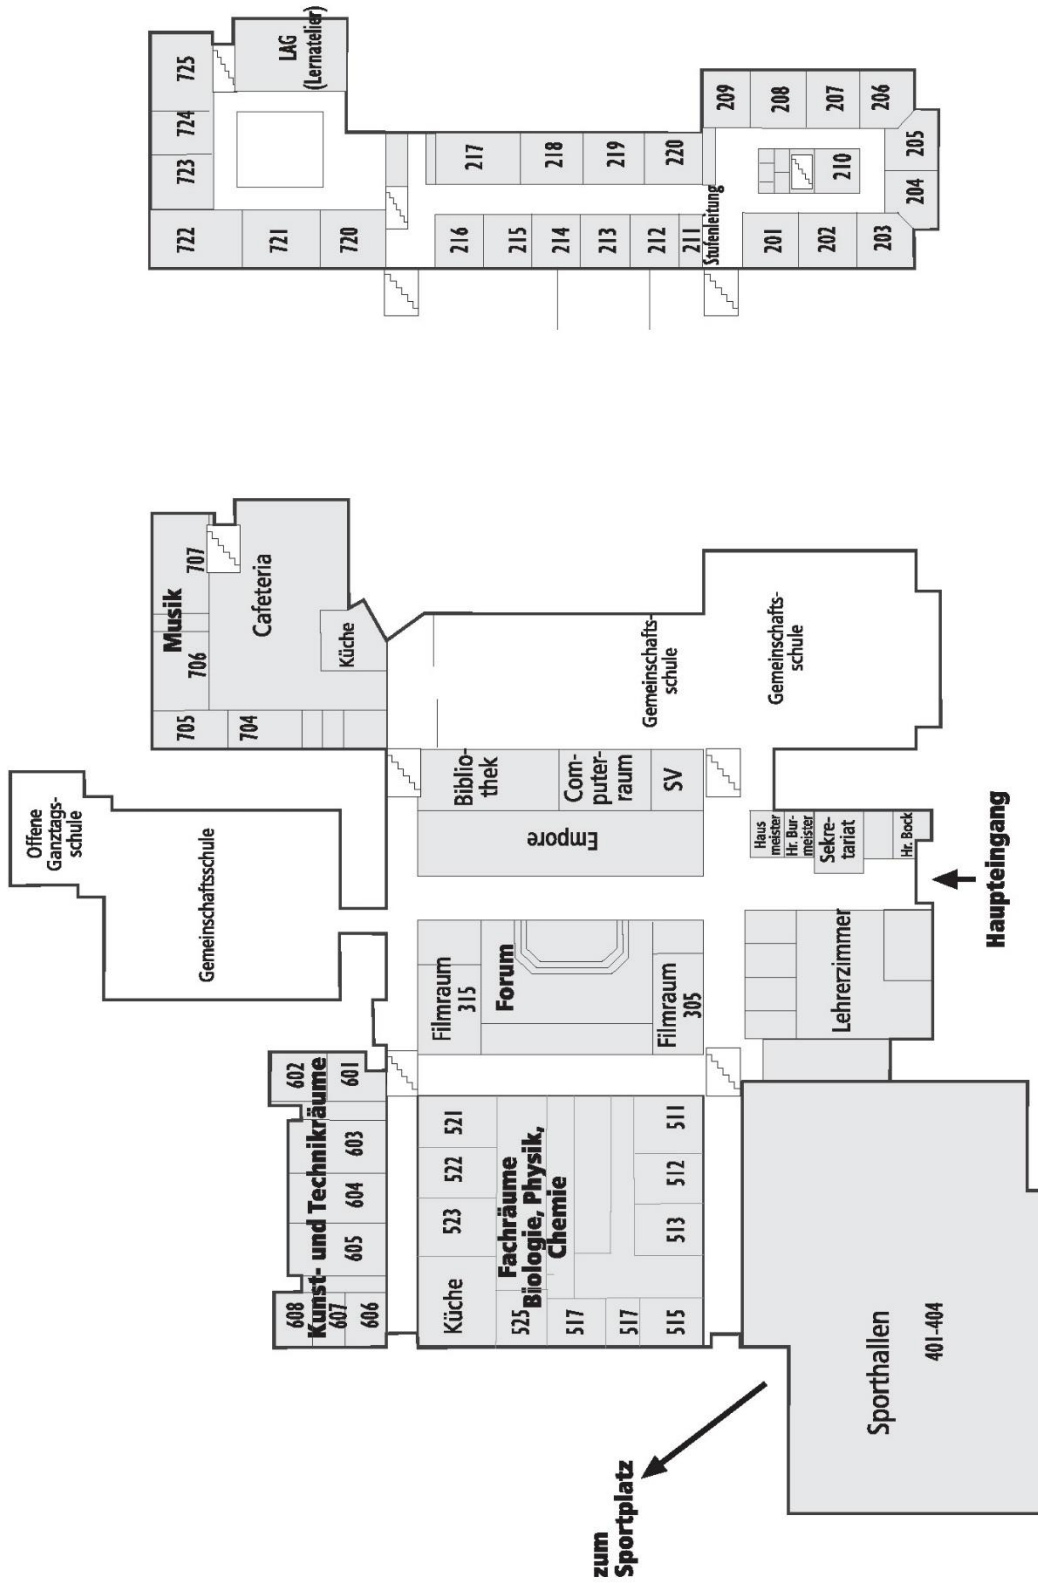 725
724
723
722
721
720
LAG
(Lernatelier)
217
218
219
220
216
215
214
213
212
211
Stufenleitung
209
208
207
206
205
204
203
202
201
210
Musik
707
706
705
704
Cafeteria
Küche
Gemeinschafts-
schule
Gemeinschafts-
schule
Offene
Ganztags-
schule
Gemeinschaftsschule
Biblio-
thek
Com-
puter-
raum
SV
Empore
Haus
meister
Hr. Bur-
meister
Sekre-
tariat
Hr. Bock
Haupteingang
Filmraum
315
Forum
Filmraum
305
Lehrerzimmer
602
601
Kunst- und Technikräume
603
604
605
608
607
606
521
522
523
Küche
Fachräume
Biologie, Physik,
Chemie
511
512
513
525
517
517
515
Sporthallen
401-404
zum
Sportplatz